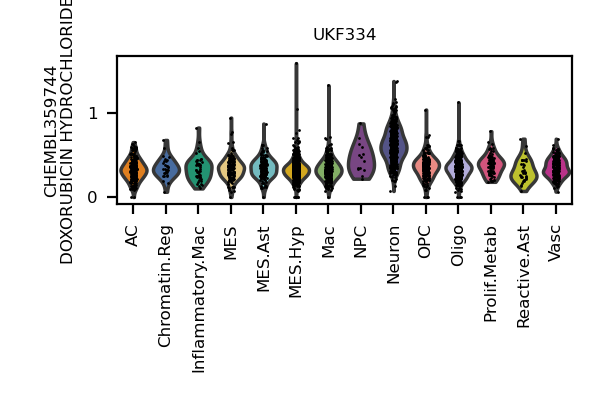 UKF334
CHEMBL359744
DOXORUBICIN HYDROCHLORIDE
1
0
AC
Chromatin.Reg
Inflammatory.Mac
MES
MES.Ast
MES.Hyp
Mac
NPC
Neuron
OPC
Oligo
Prolif.Metab
Reactive.Ast
Vasc